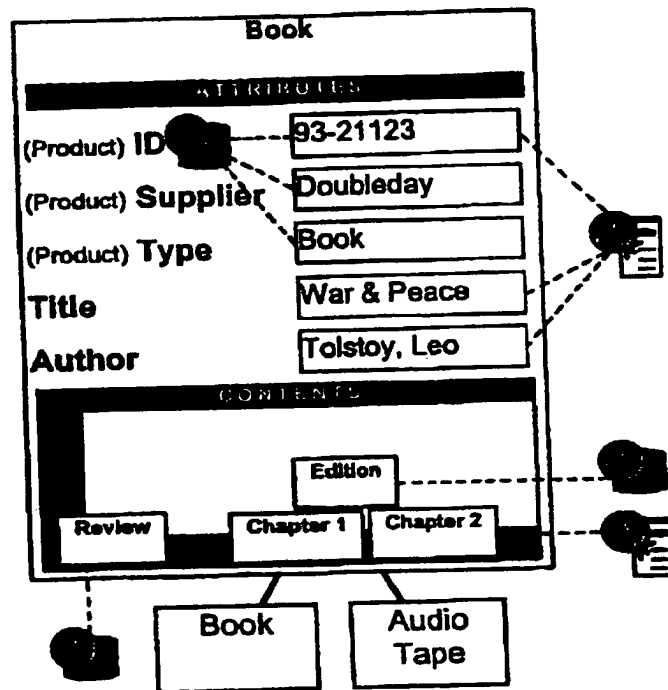 Book
ATTRIBUTES
(Product) ID 93-21123
(Product) Supplier Doubleday
(Product) Type Book
Title War & Peace
Author Tolstoy, Leo
CONTENTS
Edition
Review Chapter 1 Chapter 2
Book Audio
Tape